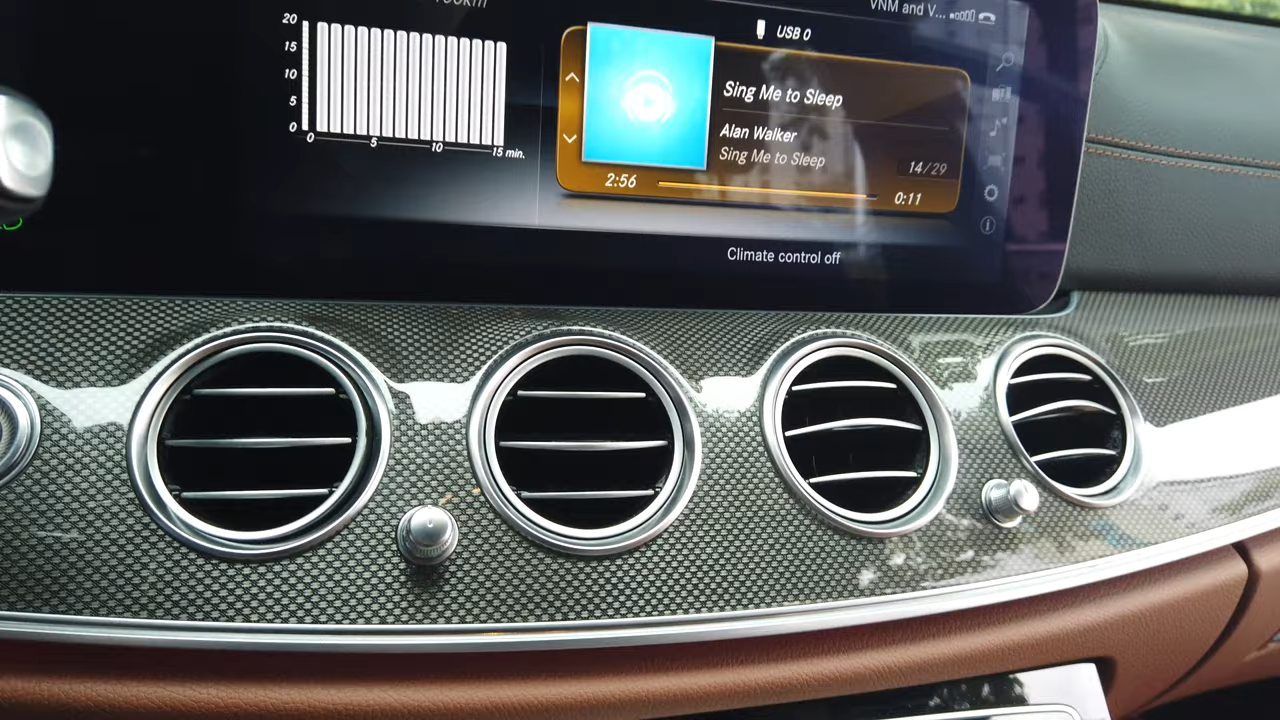 VNM and V...
USB 0
20
15
10
5
0
0 5 10 15 min.
Sing Me to Sleep
Alan Walker
Sing Me to Sleep
14/29
2:56
0:11
Climate control off